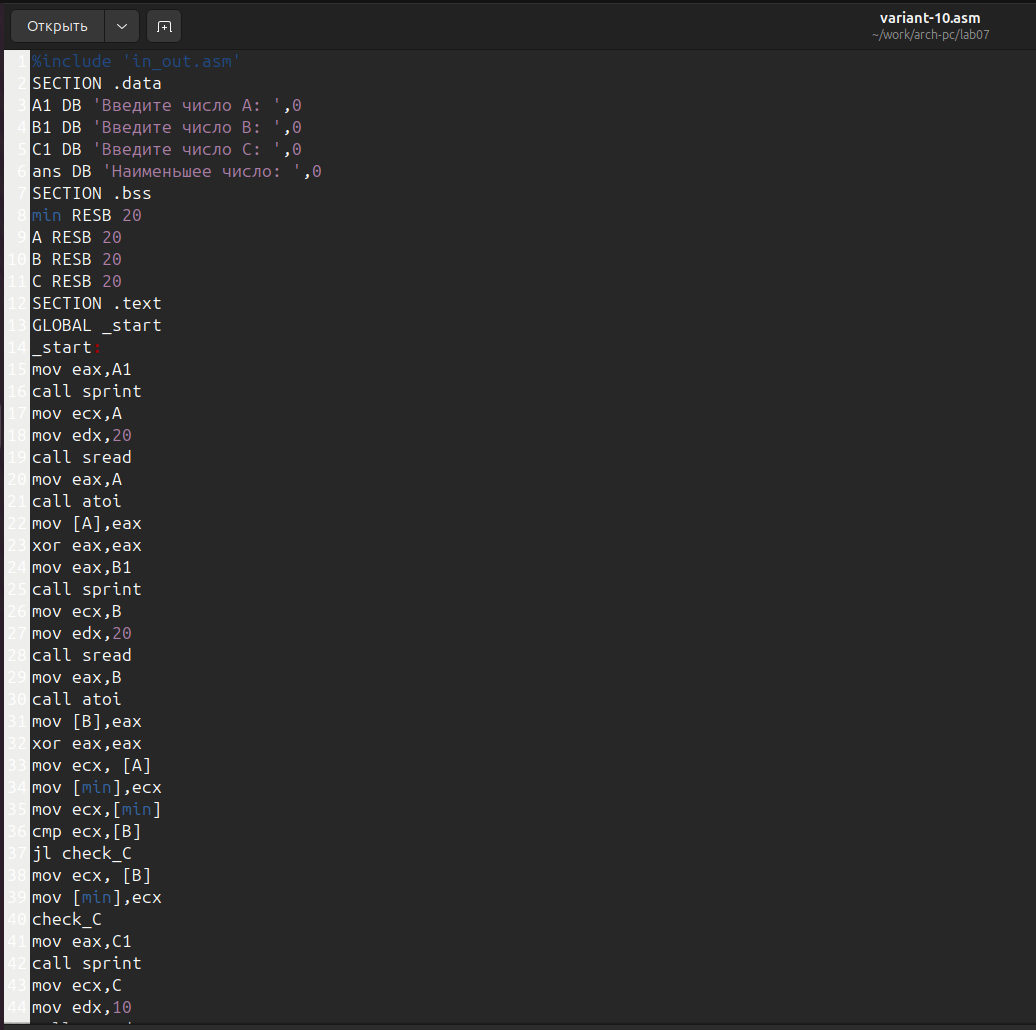 Открыть
variant-10.asm
~/work/arch-pc/lab07
1 %include 'in_out.asm'
2 SECTION .data
3 A1 DB 'Введите число A: ',0
4 B1 DB 'Введите число B: ',0
5 C1 DB 'Введите число C: ',0
6 ans DB 'Наименьшее число: ',0
7 SECTION .bss
8 min RESB 20
9 A RESB 20
10 B RESB 20
11 C RESB 20
12 SECTION .text
13 GLOBAL _start
14 _start:
15 mov eax,A1
16 call sprint
17 mov ecx,A
18 mov edx,20
19 call sread
20 mov eax,A
21 call atoi
22 mov [A],eax
23 xor eax,eax
24 mov eax,B1
25 call sprint
26 mov ecx,B
27 mov edx,20
28 call sread
29 mov eax,B
30 call atoi
31 mov [B],eax
32 xor eax,eax
33 mov ecx, [A]
34 mov [min],ecx
35 mov ecx,[min]
36 cmp ecx,[B]
37 jl check_C
38 mov ecx, [B]
39 mov [min],ecx
40 check_C
41 mov eax,C1
42 call sprint
43 mov ecx,C
44 mov edx,10